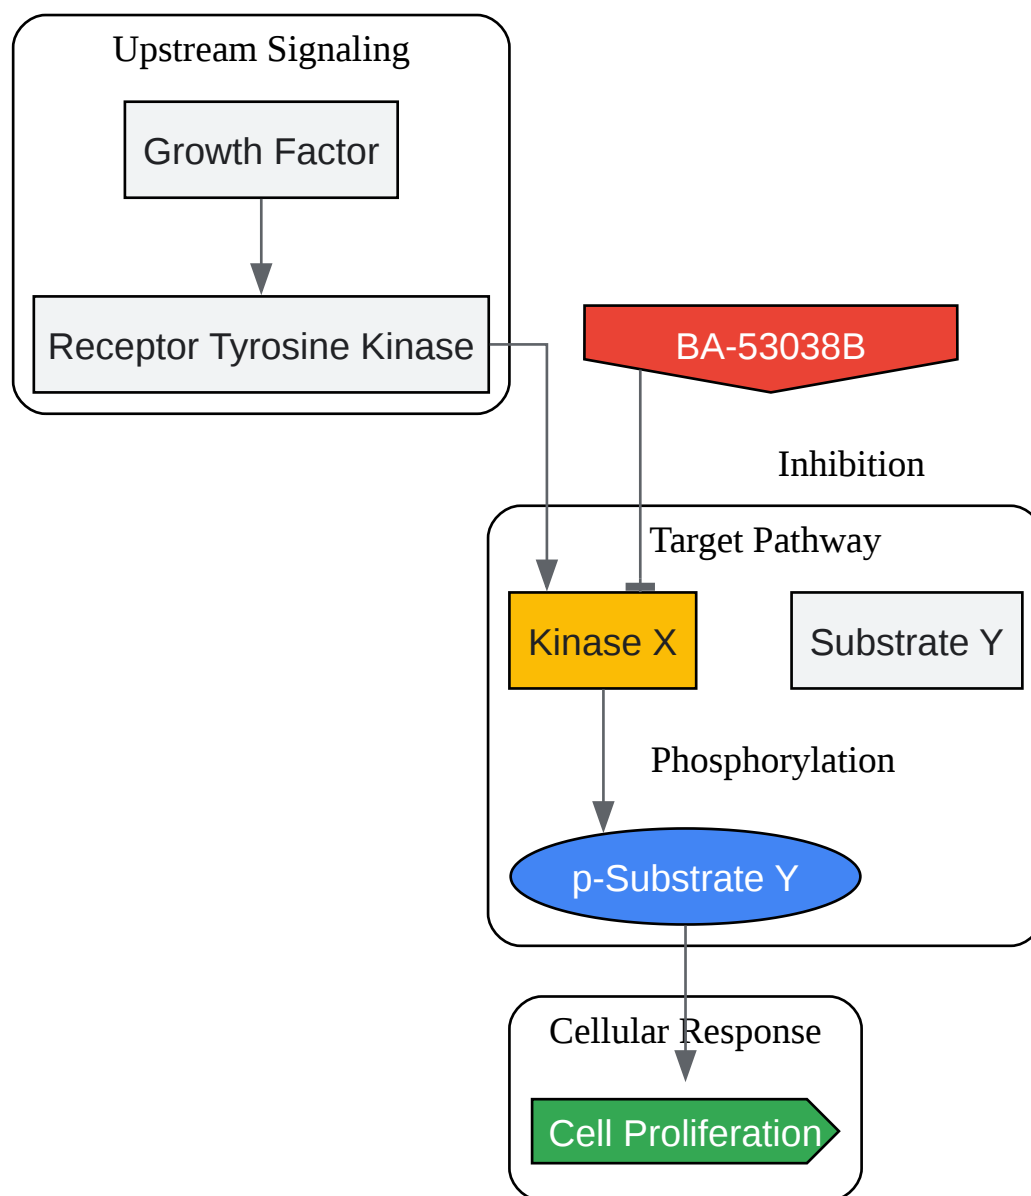 Upstream Signaling
Growth Factor
Receptor Tyrosine Kinase
BA-53038B
Inhibition
Target Pathway
Kinase X
Substrate Y
Phosphorylation
p-Substrate Y
Cellular Response
Cell Proliferation